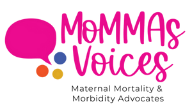 MoMMAs
Voices
Maternal Mortality &
Morbidity Advocates